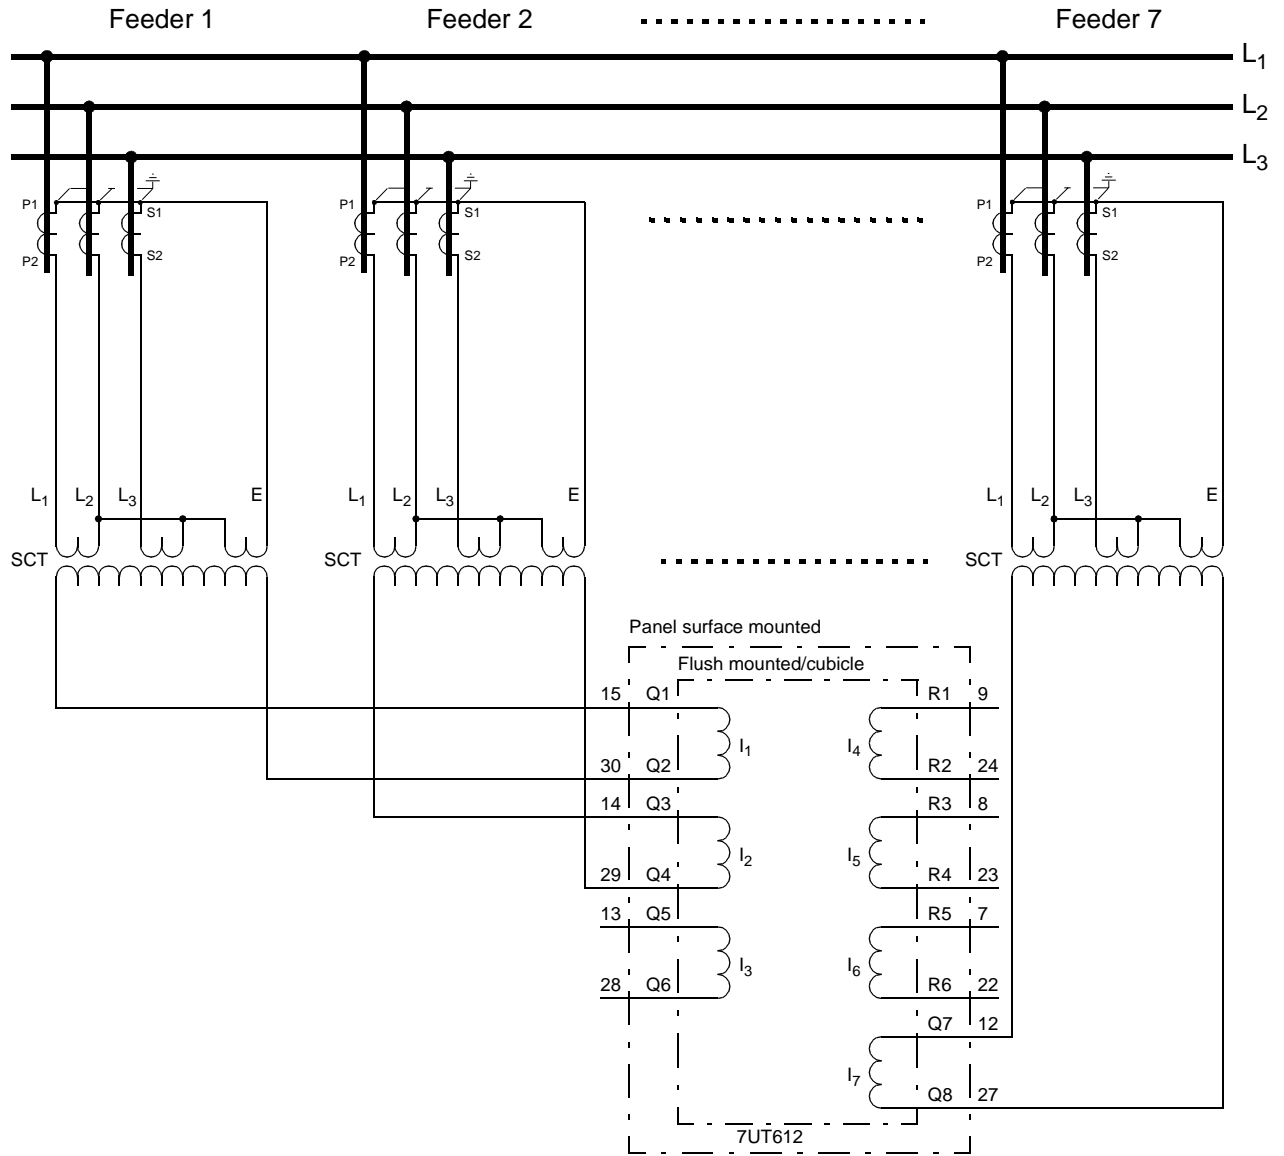 Feeder 1 Feeder 2 Feeder 7
L1
L2
L3
P1 S1 P1 S1 P1 S1
P2 S2 P2 S2 P2 S2
L1 L2 L3 E L1 L2 L3 E L1 L2 L3 E
SCT SCT SCT
Panel surface mounted
Flush mounted/cubicle
15 Q1 R1 9
I1 I4
30 Q2 R2 24
14 Q3 R3 8
I2 I5
29 Q4 R4 23
13 Q5 R5 7
I3 I6
28 Q6 R6 22
Q7 12
I7
Q8 27
7UT612